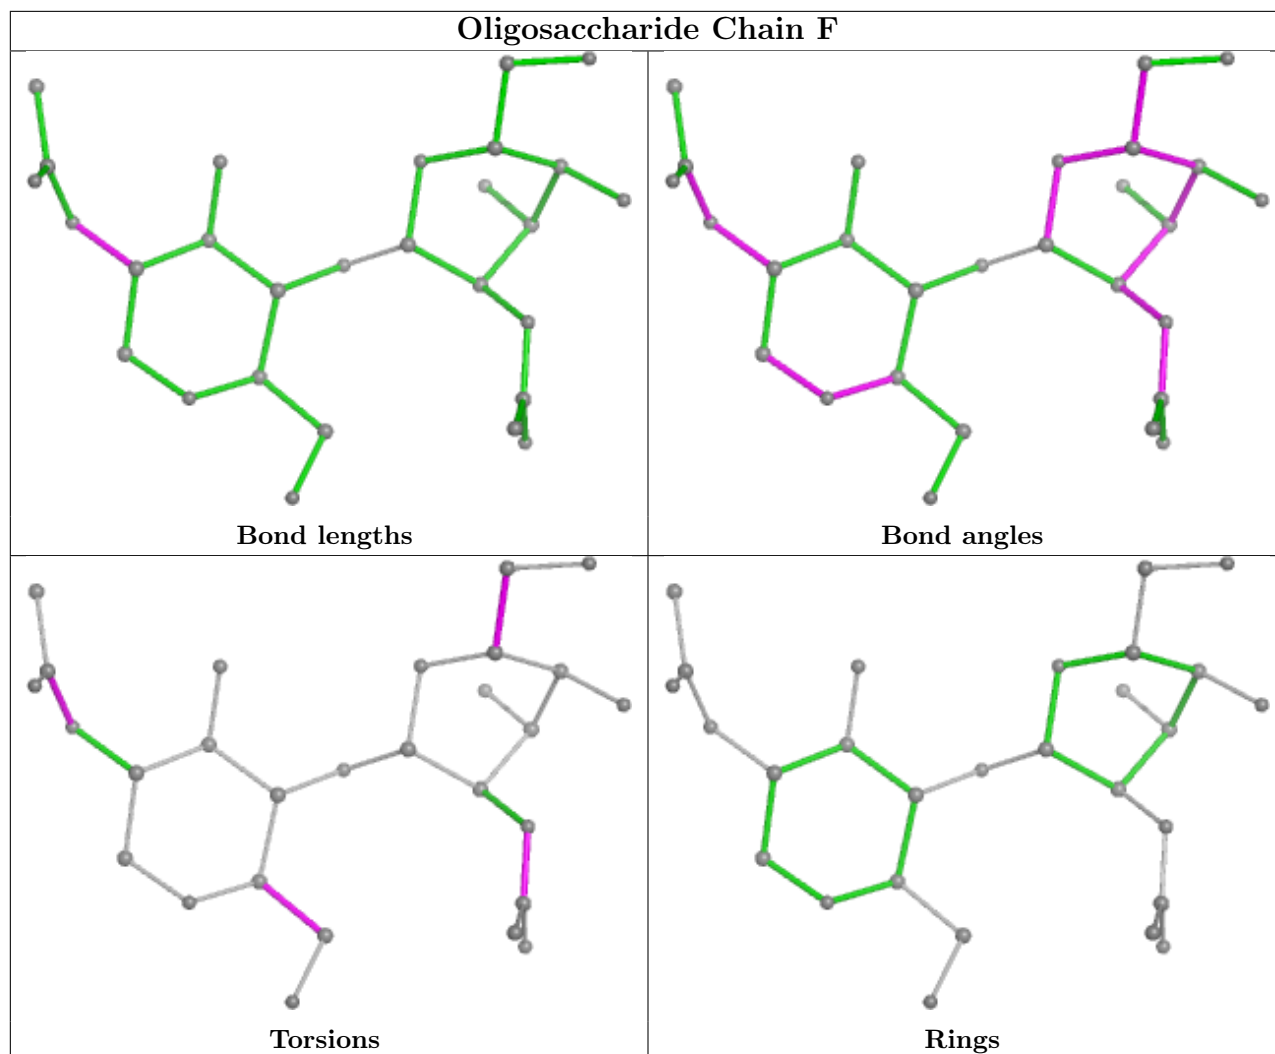 Oligosaccharide Chain F
Bond lengths
Bond angles
Torsions
Rings